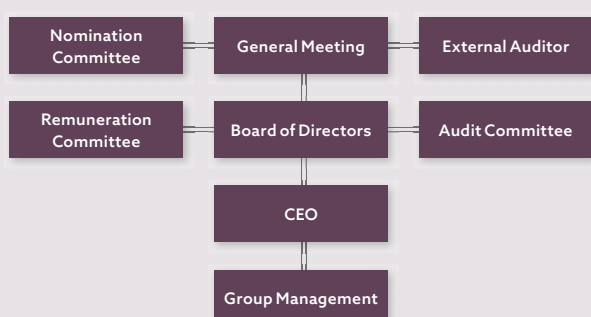 Nomination
Committee
General Meeting
External Auditor
Remuneration
Committee
Board of Directors
Audit Committee
CEO
Group Management